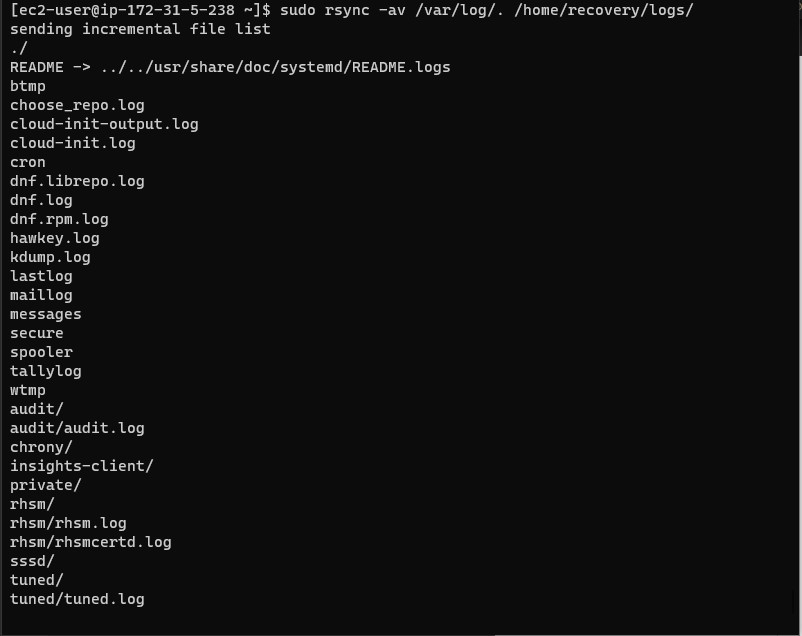 [ec2-user@ip-172-31-5-238 ~]$ sudo rsync -av /var/log/. /home/recovery/logs/
sending incremental file list
./
README -> ../../usr/share/doc/systemd/README.logs
btmp
choose_repo.log
cloud-init-output.log
cloud-init.log
cron
dnf.librepo.log
dnf.log
dnf.rpm.log
hawkey.log
kdump.log
lastlog
maillog
messages
secure
spooler
tallylog
wtmp
audit/
audit/audit.log
chrony/
insights-client/
private/
rhsm/
rhsm/rhsm.log
rhsm/rhsmcertd.log
sssd/
tuned/
tuned/tuned.log